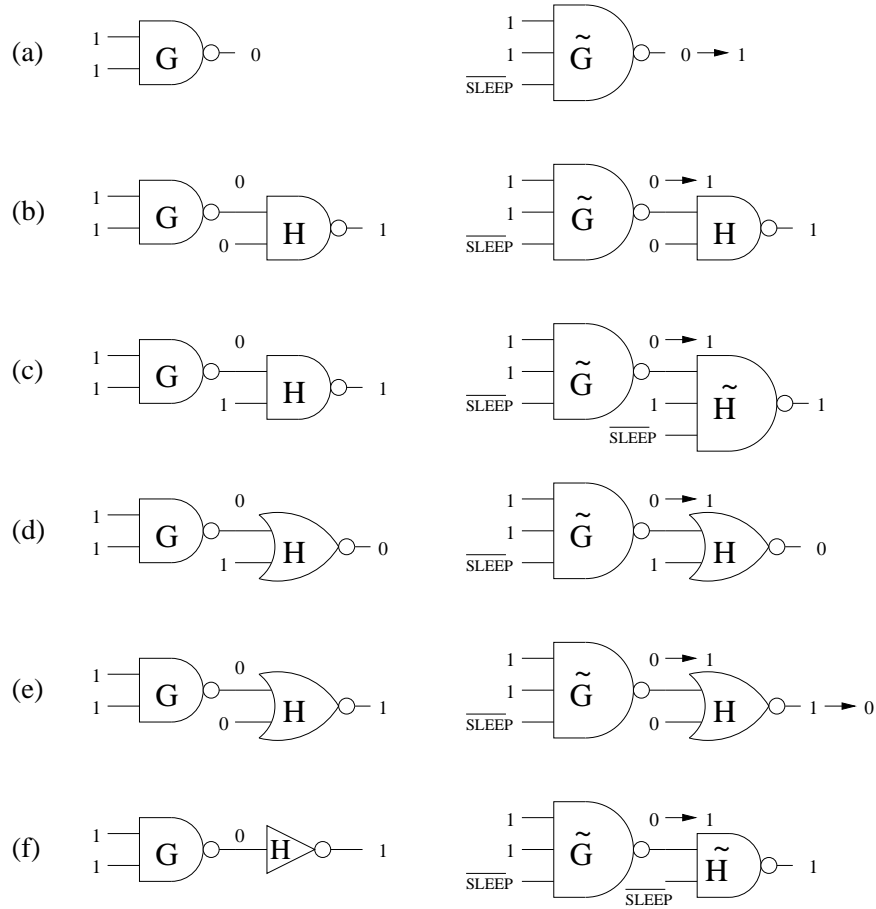 (a) 1 1 G 0 1 1 SLEEP G̃ 0 1
(b) 1 1 G 0 0 H 1 1 1 SLEEP G̃ 0 1 0 H 1
(c) 1 1 G 0 1 H 1 1 1 SLEEP G̃ 0 1 1 SLEEP H̃ 1
(d) 1 1 G 0 1 H 0 1 1 SLEEP G̃ 0 1 1 H 0
(e) 1 1 G 0 0 H 1 1 1 SLEEP G̃ 0 1 0 H 1 0
(f) 1 1 G 0 H 1 1 1 SLEEP G̃ 0 1 SLEEP H̃ 1